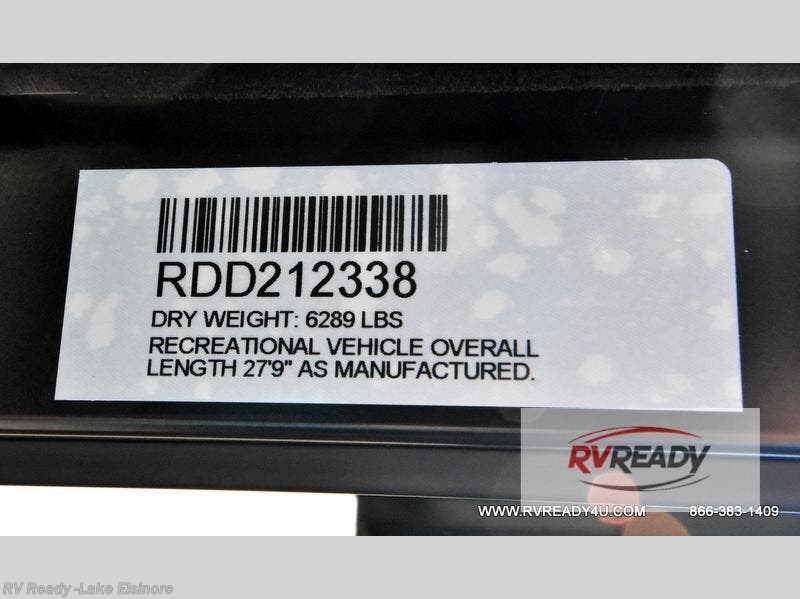 RDD212338
DRY WEIGHT: 6289 LBS
RECREATIONAL VEHICLE OVERALL
LENGTH 27'9" AS MANUFACTURED.
RVREADY
WWW.RVREADY4U.COM 866-383-1409
RV Ready -Lake Elsinore